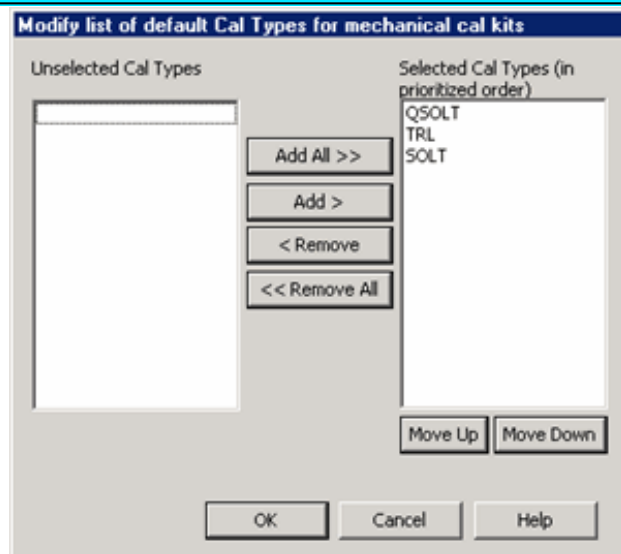 Modify list of default Cal Types for mechanical cal kits
Unselected Cal Types
Selected Cal Types (in
prioritized order)
QSOLT
TRL
SOLT
Add All >>
Add >
< Remove
<< Remove All
Move Up
Move Down
OK
Cancel
Help